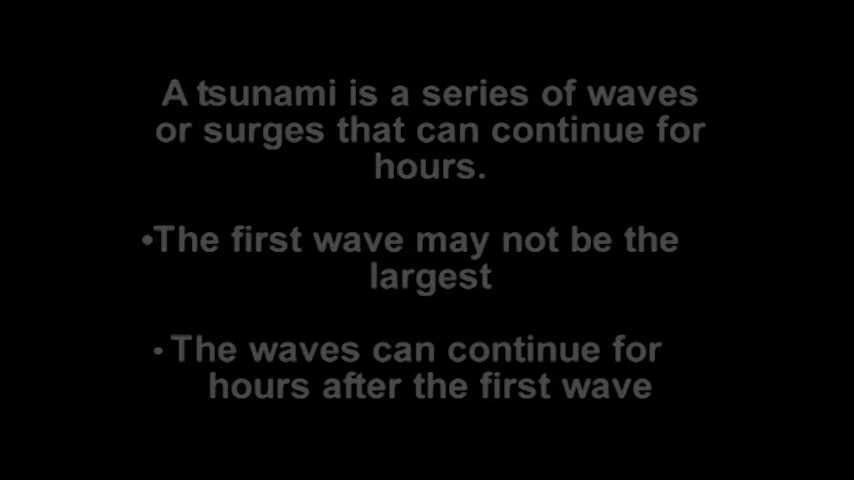 A tsunami is a series of waves
or surges that can continue for
hours.
•The first wave may not be the
largest
• The waves can continue for
hours after the first wave